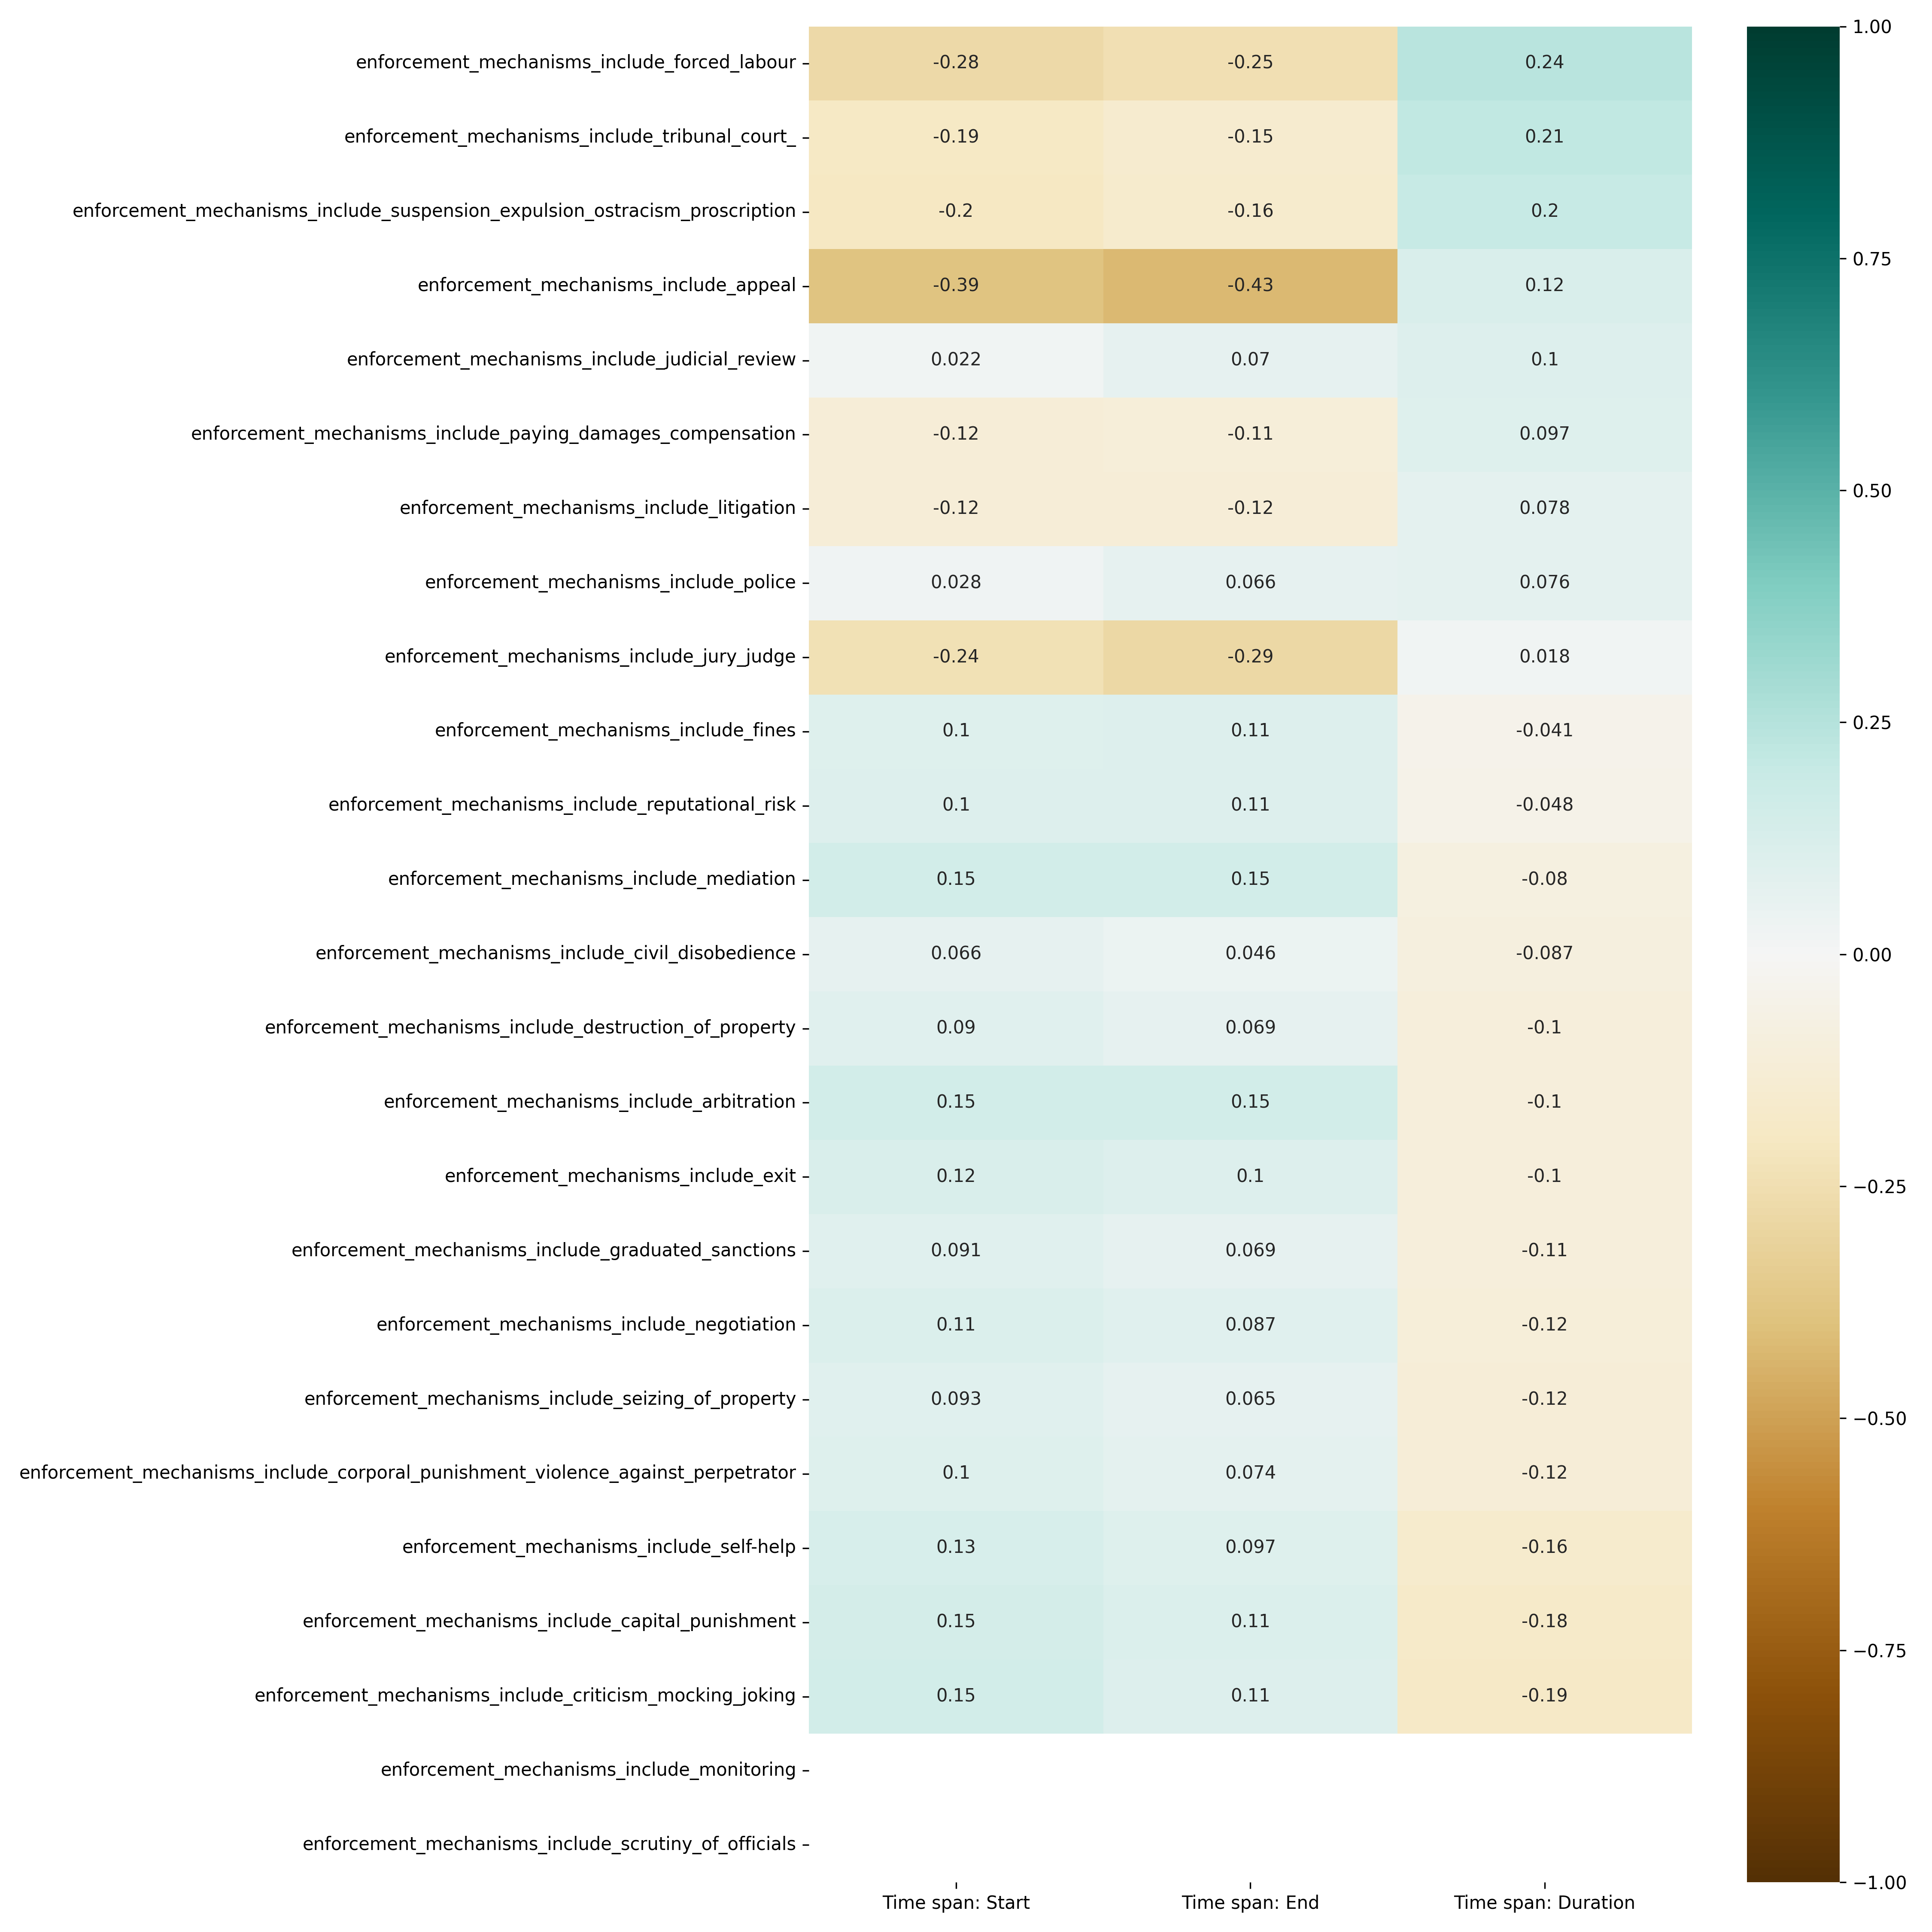 enforcement_mechanisms_include_forced_labour -0.28 -0.25 0.24
enforcement_mechanisms_include_tribunal_court_ -0.19 -0.15 0.21
enforcement_mechanisms_include_suspension_expulsion_ostracism_proscription -0.2 -0.16 0.2
enforcement_mechanisms_include_appeal -0.39 -0.43 0.12
enforcement_mechanisms_include_judicial_review 0.022 0.07 0.1
enforcement_mechanisms_include_paying_damages_compensation -0.12 -0.11 0.097
enforcement_mechanisms_include_litigation -0.12 -0.12 0.078
enforcement_mechanisms_include_police 0.028 0.066 0.076
enforcement_mechanisms_include_jury_judge -0.24 -0.29 0.018
enforcement_mechanisms_include_fines 0.1 0.11 -0.041
enforcement_mechanisms_include_reputational_risk 0.1 0.11 -0.048
enforcement_mechanisms_include_mediation 0.15 0.15 -0.08
enforcement_mechanisms_include_civil_disobedience 0.066 0.046 -0.087
enforcement_mechanisms_include_destruction_of_property 0.09 0.069 -0.1
enforcement_mechanisms_include_arbitration 0.15 0.15 -0.1
enforcement_mechanisms_include_exit 0.12 0.1 -0.1
enforcement_mechanisms_include_graduated_sanctions 0.091 0.069 -0.11
enforcement_mechanisms_include_negotiation 0.11 0.087 -0.12
enforcement_mechanisms_include_seizing_of_property 0.093 0.065 -0.12
enforcement_mechanisms_include_corporal_punishment_violence_against_perpetrator 0.1 0.074 -0.12
enforcement_mechanisms_include_self-help 0.13 0.097 -0.16
enforcement_mechanisms_include_capital_punishment 0.15 0.11 -0.18
enforcement_mechanisms_include_criticism_mocking_joking 0.15 0.11 -0.19
enforcement_mechanisms_include_monitoring
enforcement_mechanisms_include_scrutiny_of_officials
Time span: Start Time span: End Time span: Duration
1.00
0.75
0.50
0.25
0.00
−0.25
−0.50
−0.75
−1.00